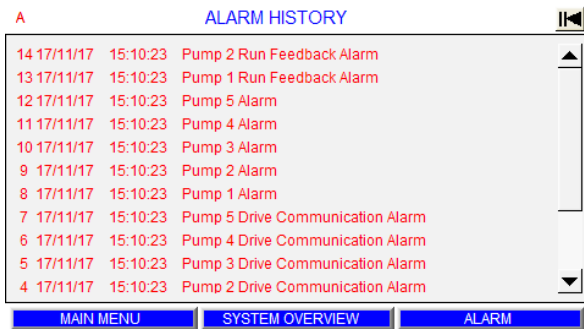 A ALARM HISTORY
14 17/11/17 15:10:23 Pump 2 Run Feedback Alarm
13 17/11/17 15:10:23 Pump 1 Run Feedback Alarm
12 17/11/17 15:10:23 Pump 5 Alarm
11 17/11/17 15:10:23 Pump 4 Alarm
10 17/11/17 15:10:23 Pump 3 Alarm
9 17/11/17 15:10:23 Pump 2 Alarm
8 17/11/17 15:10:23 Pump 1 Alarm
7 17/11/17 15:10:23 Pump 5 Drive Communication Alarm
6 17/11/17 15:10:23 Pump 4 Drive Communication Alarm
5 17/11/17 15:10:23 Pump 3 Drive Communication Alarm
4 17/11/17 15:10:23 Pump 2 Drive Communication Alarm
MAIN MENU SYSTEM OVERVIEW ALARM